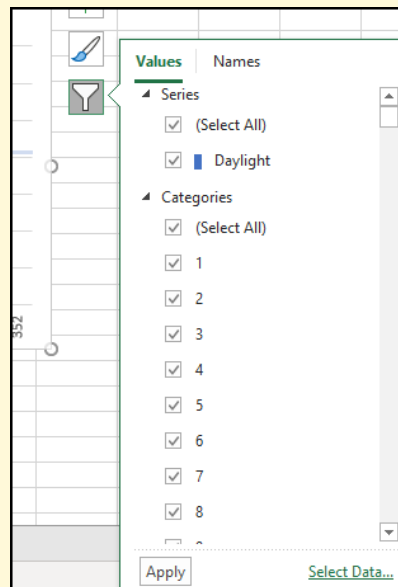 Values Names
Series
(Select All)
Daylight
Categories
(Select All)
1
2
3
4
5
6
7
8
352
Apply Select Data...